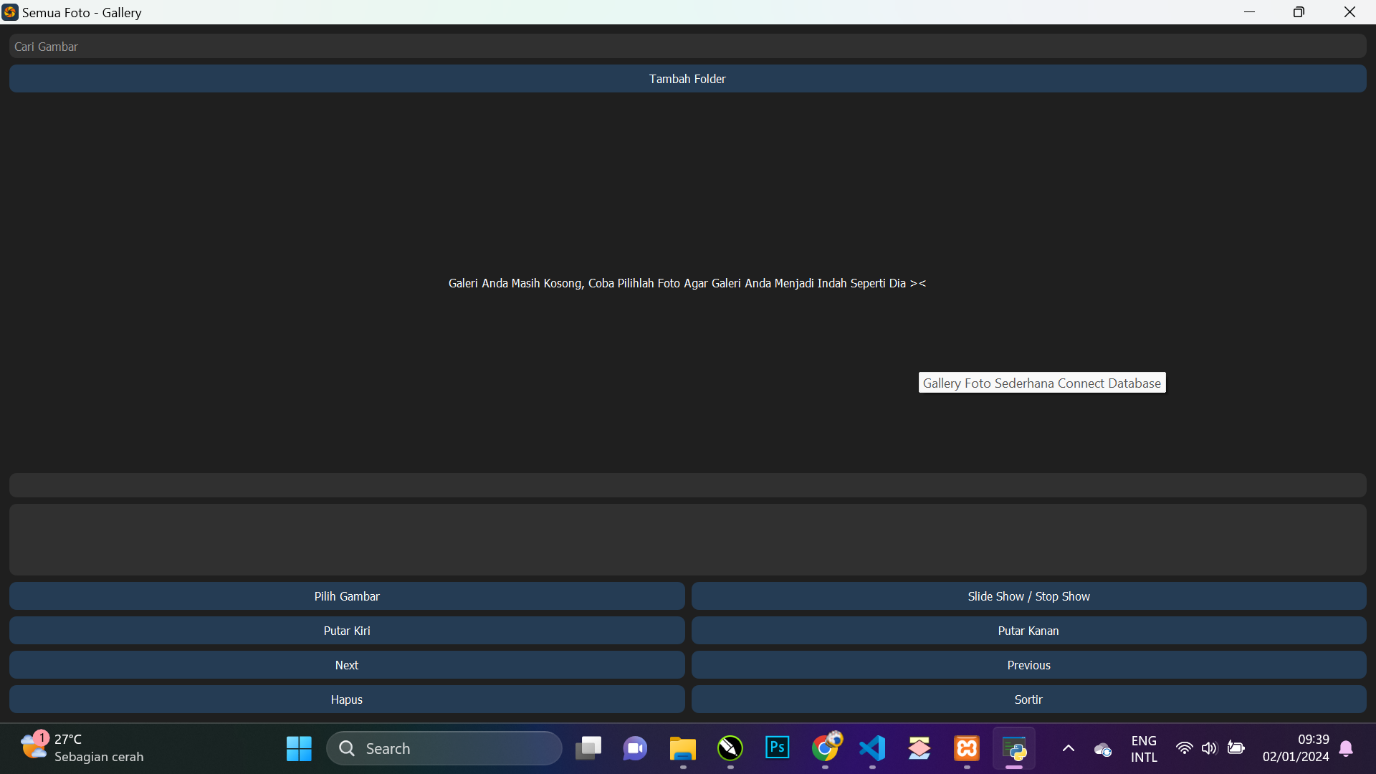 Semua Foto - Gallery
Cari Gambar
Tambah Folder
Galeri Anda Masih Kosong, Coba Pilihlah Foto Agar Galeri Anda Menjadi Indah Seperti Dia ><
Gallery Foto Sederhana Connect Database
Pilih Gambar
Slide Show / Stop Show
Putar Kiri
Putar Kanan
Next
Previous
Hapus
Sortir
1
27°C
Sebagian cerah
Search
Ps
ENG
INTL
09:39
02/01/2024